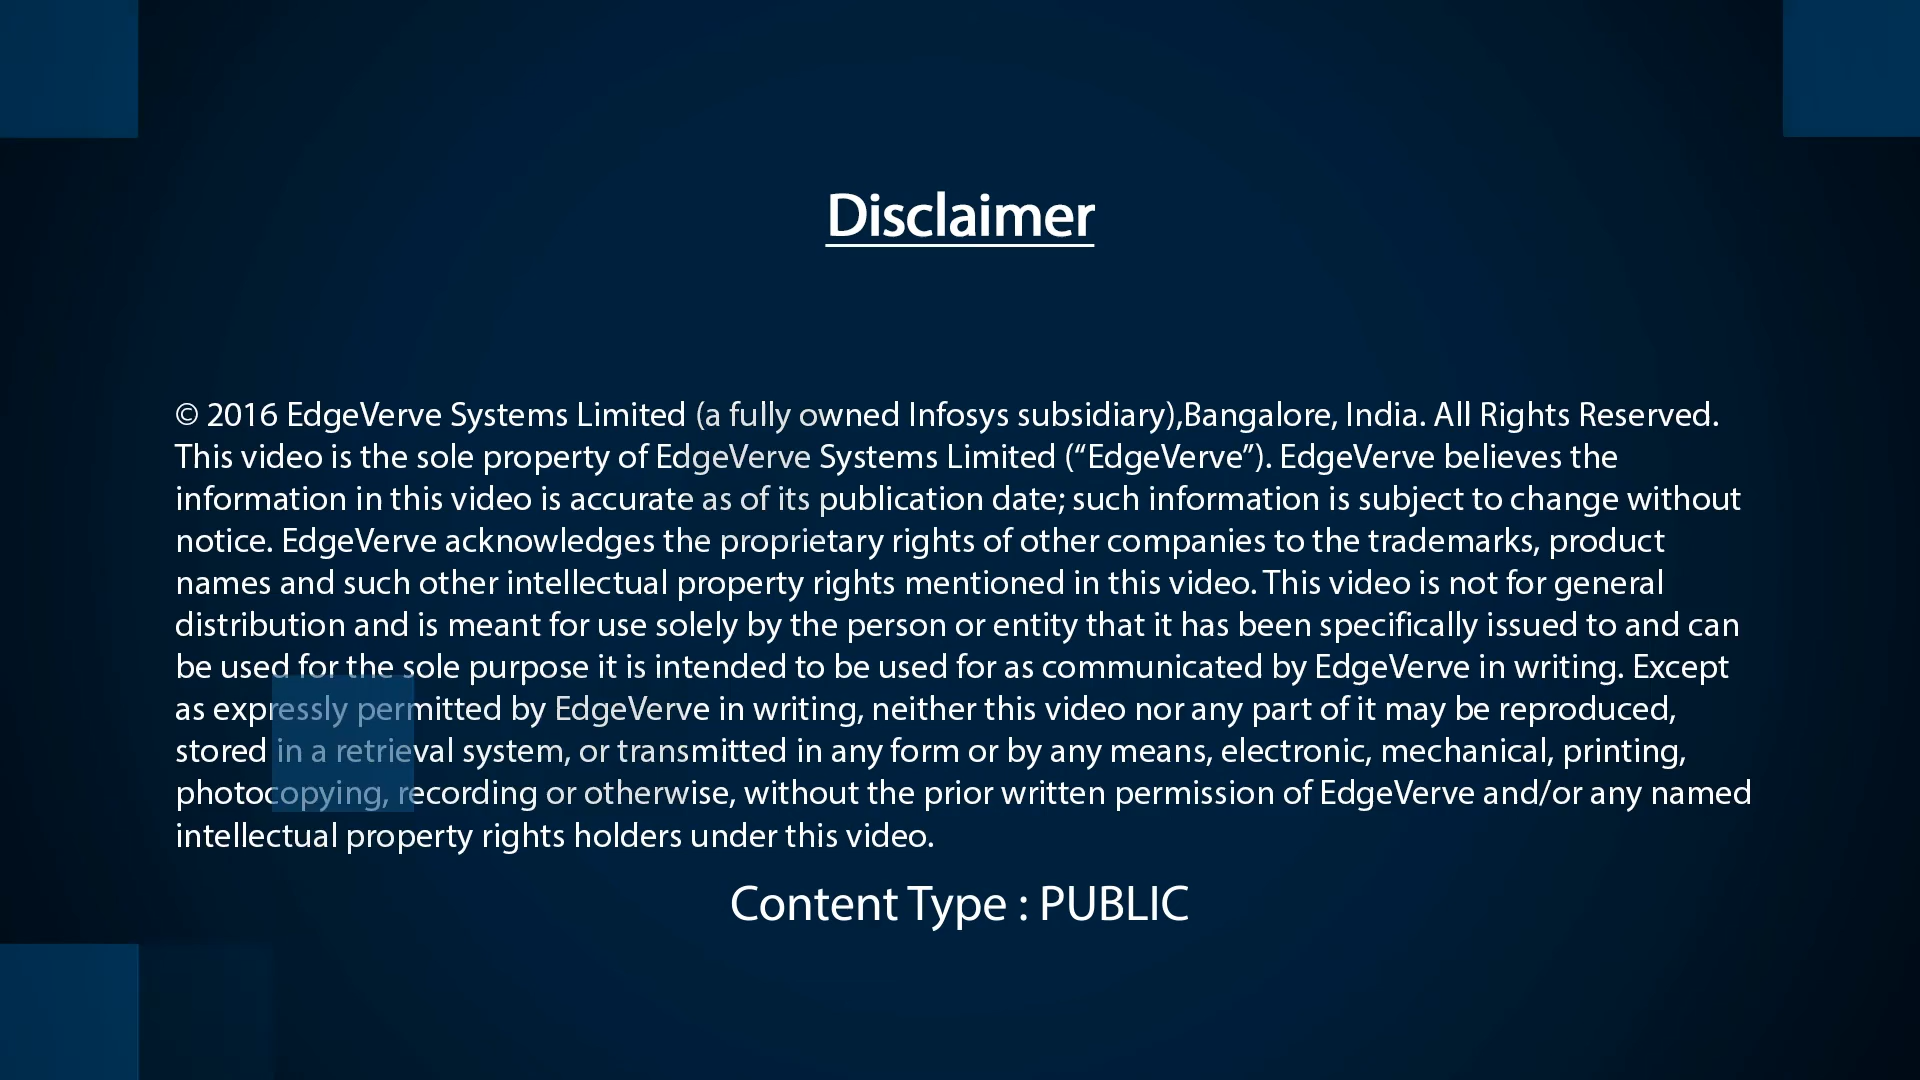 Disclaimer
© 2016 EdgeVerve Systems Limited (a fully owned Infosys subsidiary),Bangalore, India. All Rights Reserved.
This video is the sole property of EdgeVerve Systems Limited (“EdgeVerve”). EdgeVerve believes the
information in this video is accurate as of its publication date; such information is subject to change without
notice. EdgeVerve acknowledges the proprietary rights of other companies to the trademarks, product
names and such other intellectual property rights mentioned in this video. This video is not for general
distribution and is meant for use solely by the person or entity that it has been specifically issued to and can
be used for the sole purpose it is intended to be used for as communicated by EdgeVerve in writing. Except
as expressly permitted by EdgeVerve in writing, neither this video nor any part of it may be reproduced,
stored in a retrieval system, or transmitted in any form or by any means, electronic, mechanical, printing,
photocopying, recording or otherwise, without the prior written permission of EdgeVerve and/or any named
intellectual property rights holders under this video.
Content Type : PUBLIC